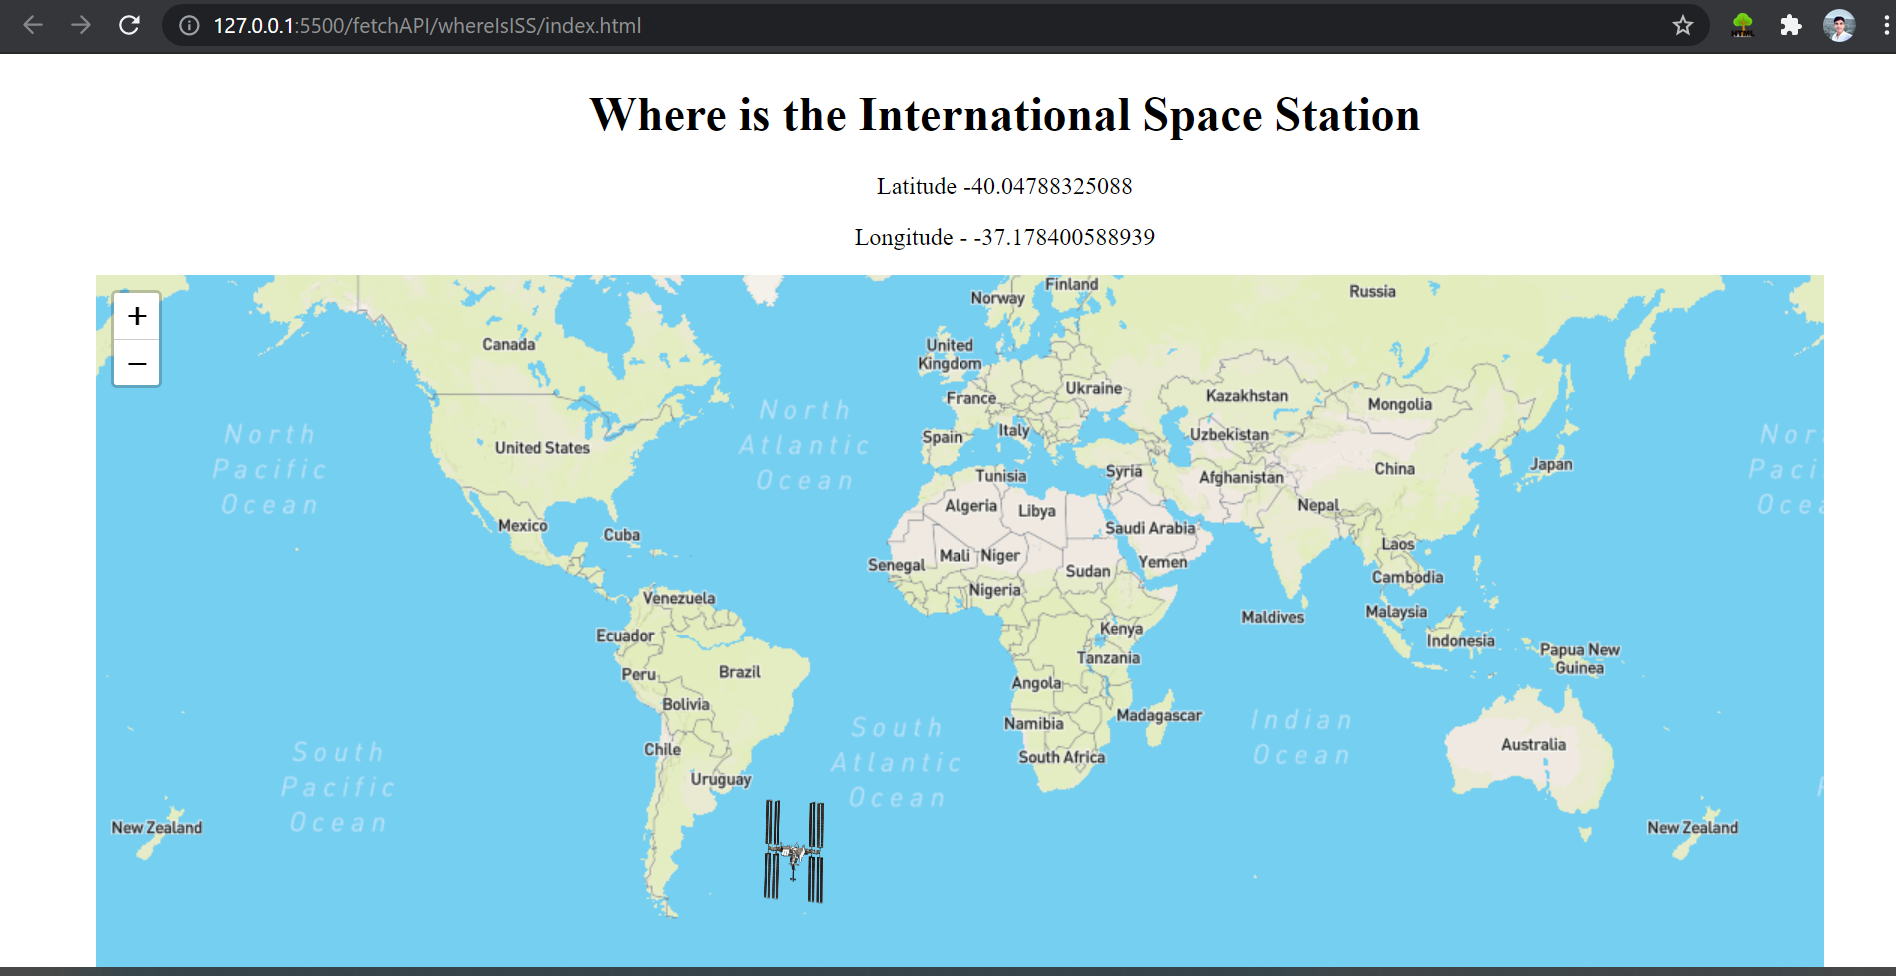 127.0.0.1:5500/fetchAPI/whereIsISS/index.html
HTML
Where is the International Space Station
Latitude -40.04788325088
Longitude - -37.178400588939
+
−
Finland
Norway
Russia
Canada
United
Kingdom
Ukraine
France
Kazakhstan
Mongolia
North
Atlantic
Ocean
North
Pacific
Ocean
Italy
Spain
Uzbekistan
Nor
Paci
Oce
United States
Tunisia
Syria
Afghanistan
China
Japan
Algeria
Libya
Nepal
Mexico
Cuba
Saudi Arabia
Laos
Mali
Niger
Senegal
Sudan
Yemen
Cambodia
Nigeria
Venezuela
Maldives
Malaysia
Ecuador
Kenya
Indonesia
Tanzania
Papua New
Guinea
Peru
Brazil
Angola
Bolivia
Namibia
Madagascar
South
Atlantic
Ocean
Indian
Ocean
Chile
South Africa
Australia
South
Pacific
Ocean
Uruguay
New Zealand
New Zealand